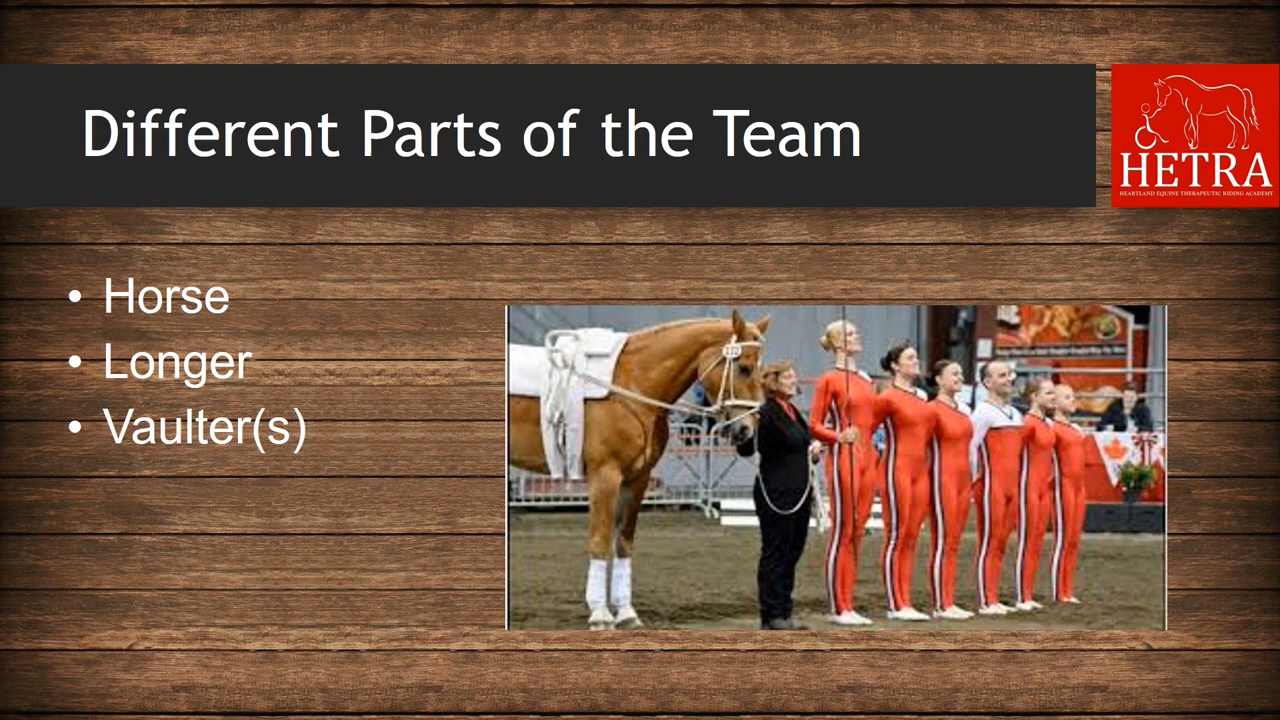 Different Parts of the Team
HETRA
HEARTLAND EQUINE THERAPEUTIC RIDING ACADEMY
• Horse
• Longer
• Vaulter(s)